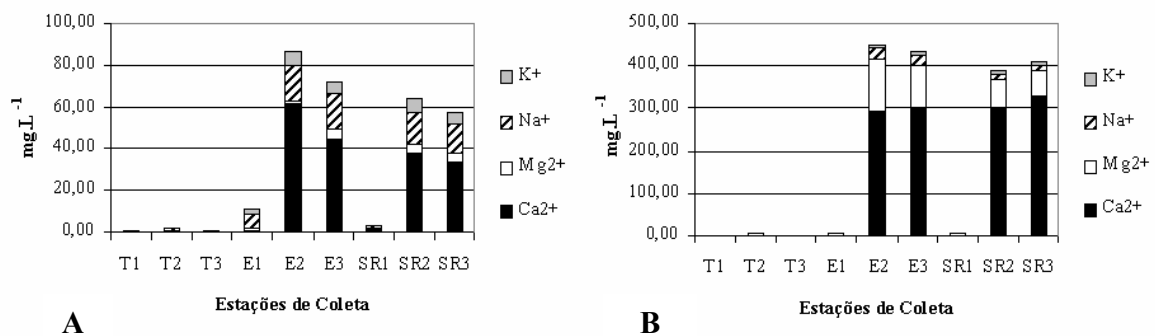 100,00
80,00
60,00
40,00
20,00
0,00
mg.L -1
T1 T2 T3 E1 E2 E3 SR1 SR2 SR3
Estações de Coleta
K+
Na+
Mg2+
Ca2+
A
500,00
400,00
300,00
200,00
100,00
0,00
mg.L -1
T1 T2 T3 E1 E2 E3 SR1 SR2 SR3
Estações de Coleta
K+
Na+
Mg2+
Ca2+
B